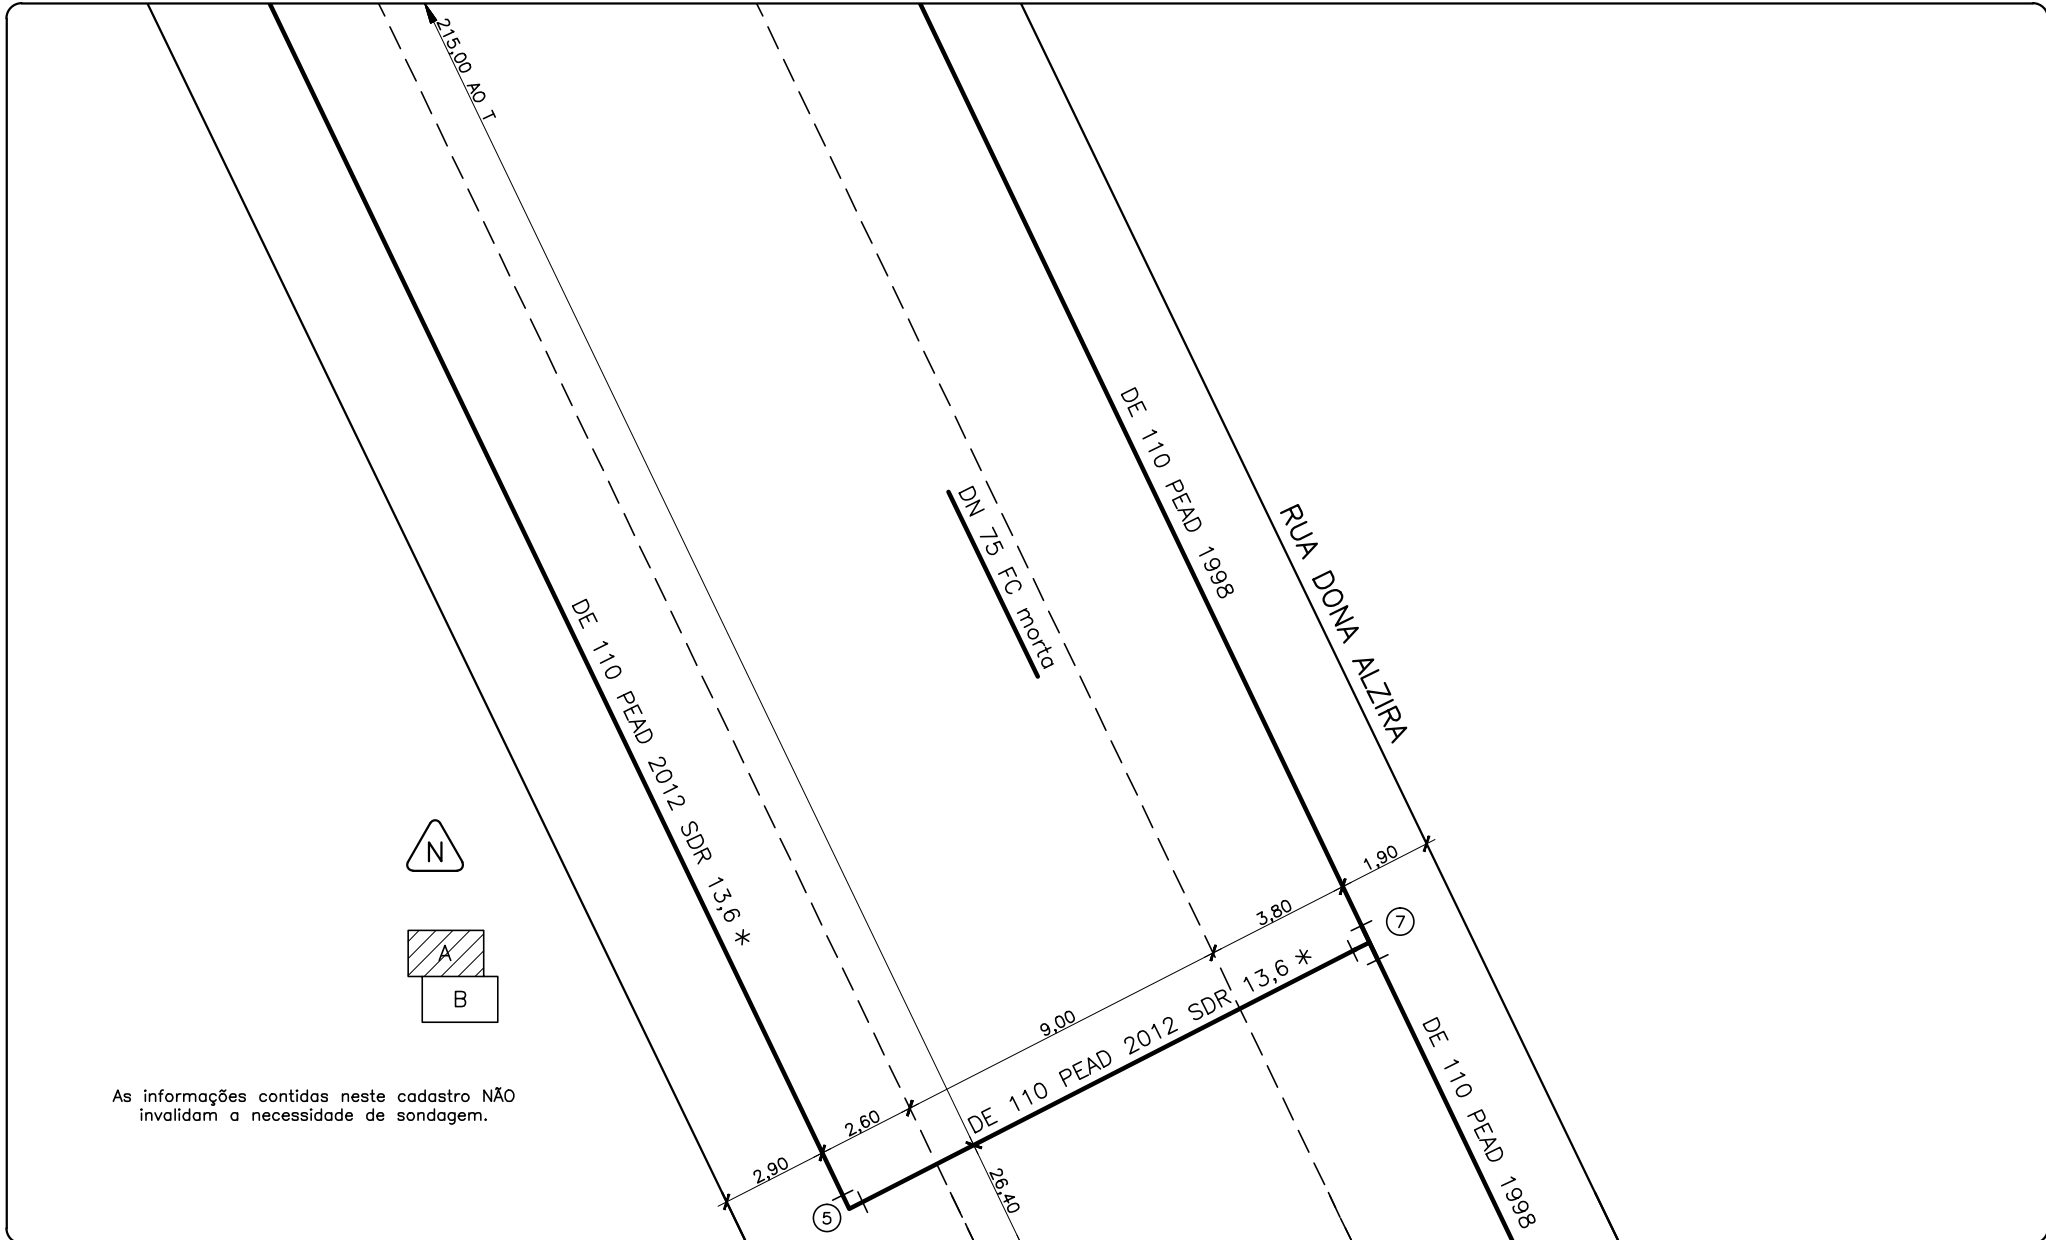 215,00 AO T
DE 110 PEAD 1998
DN 75 FC morta
RUA DONA ALZIRA
DE 110 PEAD 2012 SDR 13,6 *
N
A
B
1,90
3,80
7
9,00
DE 110 PEAD 2012 SDR 13,6 *
DE 110 PEAD 1998
2,60
2,90
26,40
5
As informações contidas neste cadastro NÃO
invalidam a necessidade de sondagem.